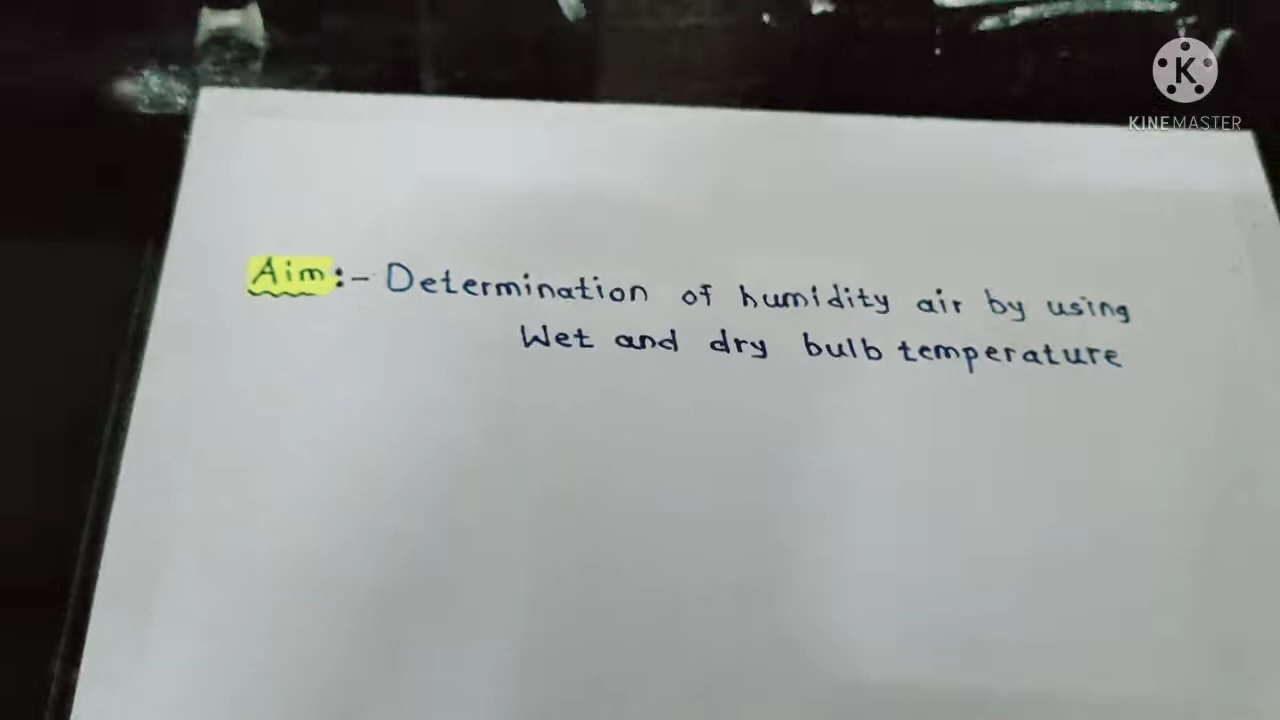 K
KINEMASTER
Aim:- Determination of humidity air by using
Wet and dry bulb temperature